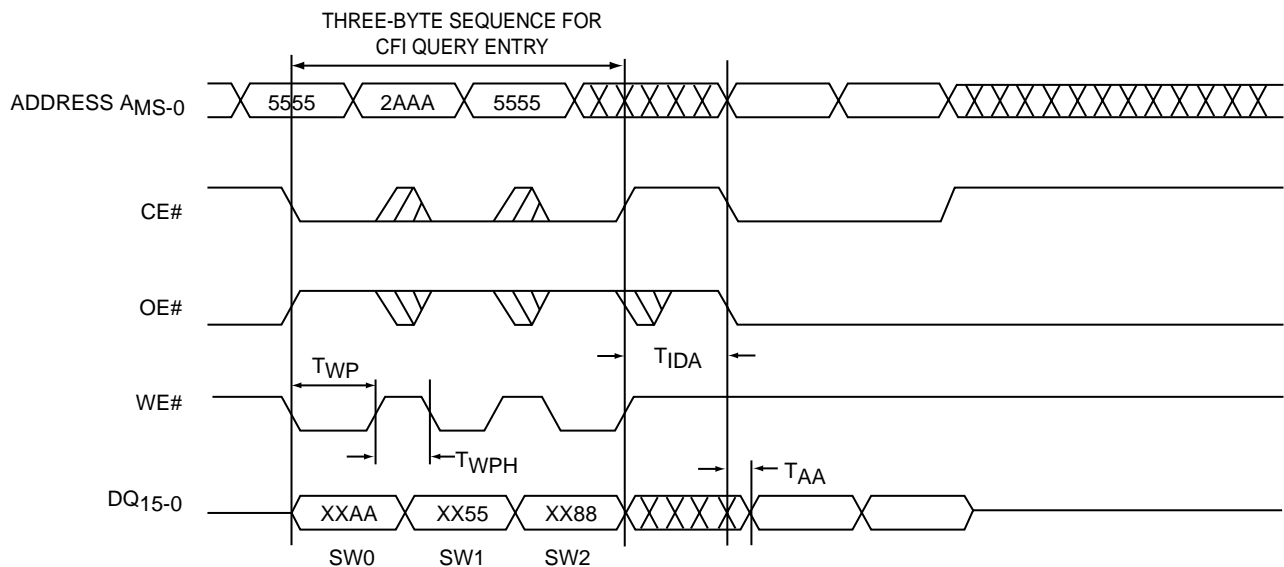 THREE-BYTE SEQUENCE FOR
CFI QUERY ENTRY
ADDRESS AMS-0
5555 2AAA 5555
CE#
OE#
TIDA
TWP
WE#
TWPH
TAA
DQ15-0
XXAA XX55 XX88
SW0 SW1 SW2